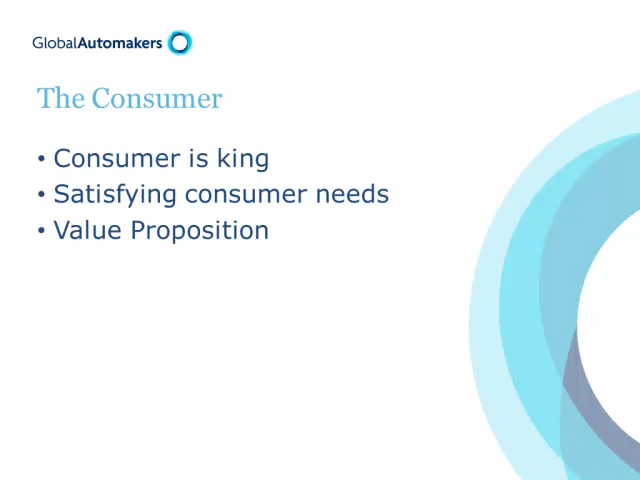 GlobalAutomakers
The Consumer
• Consumer is king
• Satisfying consumer needs
• Value Proposition